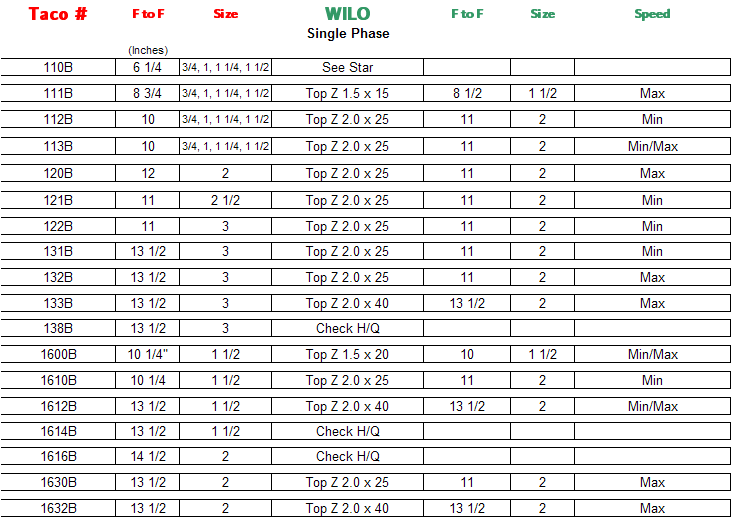 Taco # F to F Size WILO F to F Size Speed
Single Phase
(Inches)
110B 6 1/4 3/4, 1, 1 1/4, 1 1/2 See Star
111B 8 3/4 3/4, 1, 1 1/4, 1 1/2 Top Z 1.5 x 15 8 1/2 1 1/2 Max
112B 10 3/4, 1, 1 1/4, 1 1/2 Top Z 2.0 x 25 11 2 Min
113B 10 3/4, 1, 1 1/4, 1 1/2 Top Z 2.0 x 25 11 2 Min/Max
120B 12 2 Top Z 2.0 x 25 11 2 Max
121B 11 2 1/2 Top Z 2.0 x 25 11 2 Min
122B 11 3 Top Z 2.0 x 25 11 2 Min
131B 13 1/2 3 Top Z 2.0 x 25 11 2 Min
132B 13 1/2 3 Top Z 2.0 x 25 11 2 Max
133B 13 1/2 3 Top Z 2.0 x 40 13 1/2 2 Max
138B 13 1/2 3 Check H/Q
1600B 10 1/4" 1 1/2 Top Z 1.5 x 20 10 1 1/2 Min/Max
1610B 10 1/4 1 1/2 Top Z 2.0 x 25 11 2 Min
1612B 13 1/2 1 1/2 Top Z 2.0 x 40 13 1/2 2 Min/Max
1614B 13 1/2 1 1/2 Check H/Q
1616B 14 1/2 2 Check H/Q
1630B 13 1/2 2 Top Z 2.0 x 25 11 2 Max
1632B 13 1/2 2 Top Z 2.0 x 40 13 1/2 2 Max